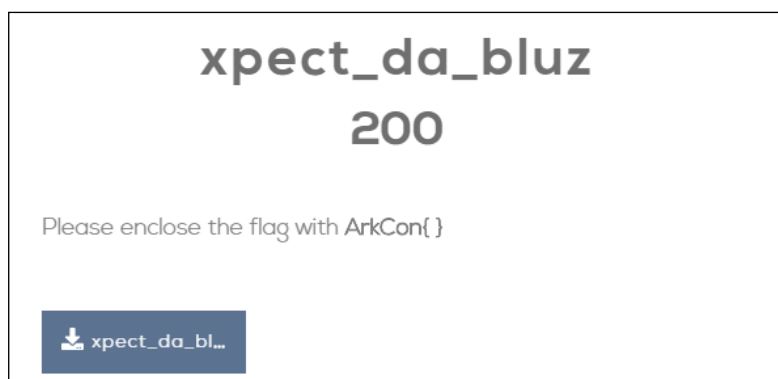 xpect_da_bluz
200
Please enclose the flag with ArkCon{ }
xpect_da_bl...